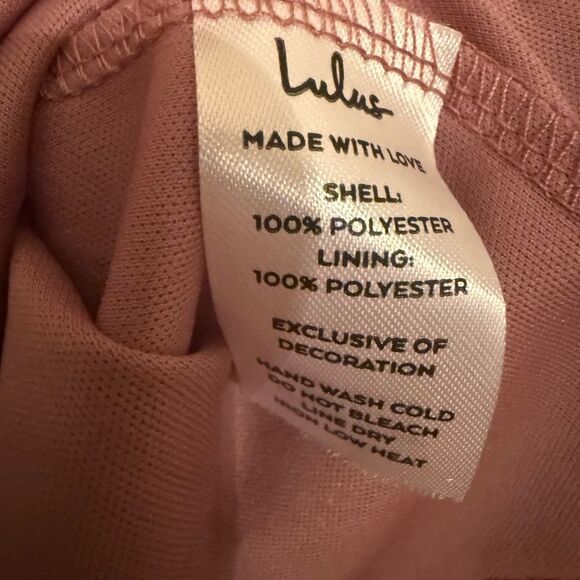 Lulus
MADE WITH LOVE
SHELL:
100% POLYESTER
LINING:
100% POLYESTER
EXCLUSIVE OF
DECORATION
HAND WASH COLD
DO NOT BLEACH
LINE DRY
IRON LOW HEAT